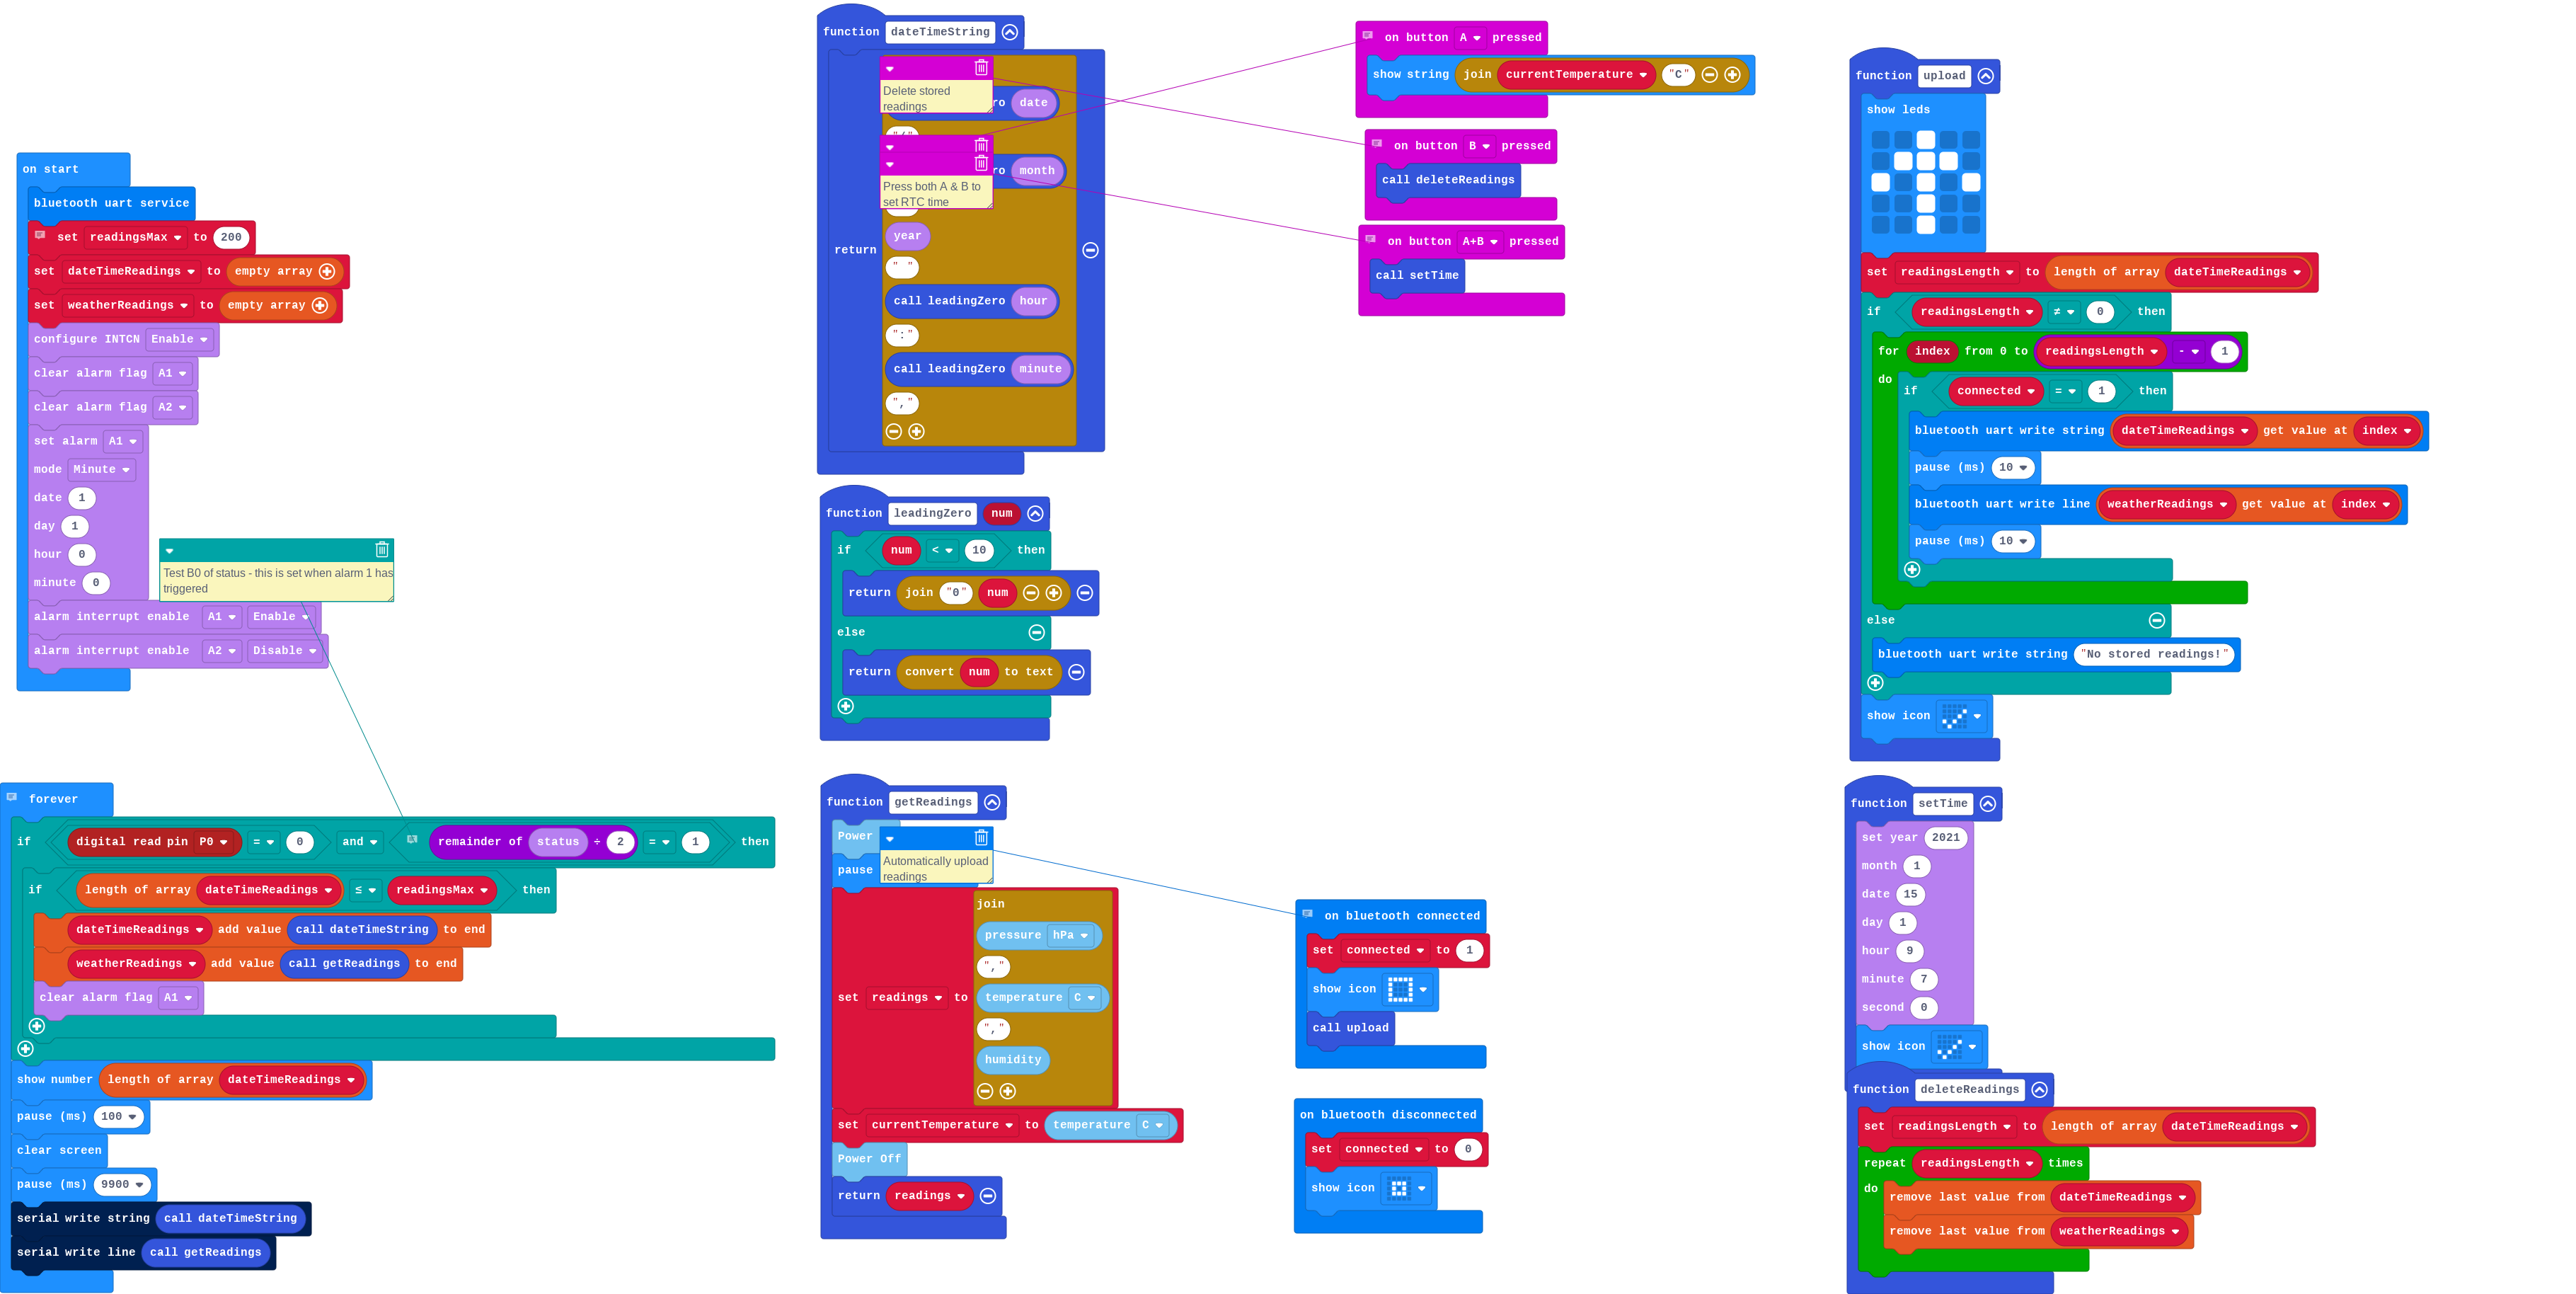 on start
bluetooth uart service
set readingsMax to 200
set dateTimeReadings to empty array
set weatherReadings to empty array
configure INTCN Enable
clear alarm flag A1
clear alarm flag A2
set alarm A1
mode Minute
date 1
day 1
hour 0
minute 0
alarm interrupt enable A1 Enable
alarm interrupt enable A2 Disable
Test B0 of status - this is set when alarm 1 has
triggered
forever
if digital read pin P0 = 0 and remainder of status ÷ 2 = 1 then
if length of array dateTimeReadings ≤ readingsMax then
dateTimeReadings add value call dateTimeString to end
weatherReadings add value call getReadings to end
clear alarm flag A1
show number length of array dateTimeReadings
pause (ms) 100
clear screen
pause (ms) 9900
serial write string call dateTimeString
serial write line call getReadings
function dateTimeString
Delete stored
readings
ro date
Press both A & B to
set RTC time
ro month
year
return
" "
call leadingZero hour
":"
call leadingZero minute
","
function leadingZero num
if num < 10 then
return join "0" num
else
return convert num to text
function getReadings
Power
pause
Automatically upload
readings
join
pressure hPa
","
set readings to
temperature C
","
humidity
set currentTemperature to temperature C
Power Off
return readings
on button A pressed
show string join currentTemperature "C"
on button B pressed
call deleteReadings
on button A+B pressed
call setTime
on bluetooth connected
set connected to 1
show icon
call upload
on bluetooth disconnected
set connected to 0
show icon
function upload
show leds
set readingsLength to length of array dateTimeReadings
if readingsLength ≠ 0 then
for index from 0 to readingsLength - 1
do
if connected = 1 then
bluetooth uart write string dateTimeReadings get value at index
pause (ms) 10
bluetooth uart write line weatherReadings get value at index
pause (ms) 10
else
bluetooth uart write string "No stored readings!"
show icon
function setTime
set year 2021
month 1
date 15
day 1
hour 9
minute 7
second 0
show icon
function deleteReadings
set readingsLength to length of array dateTimeReadings
repeat readingsLength times
do
remove last value from dateTimeReadings
remove last value from weatherReadings